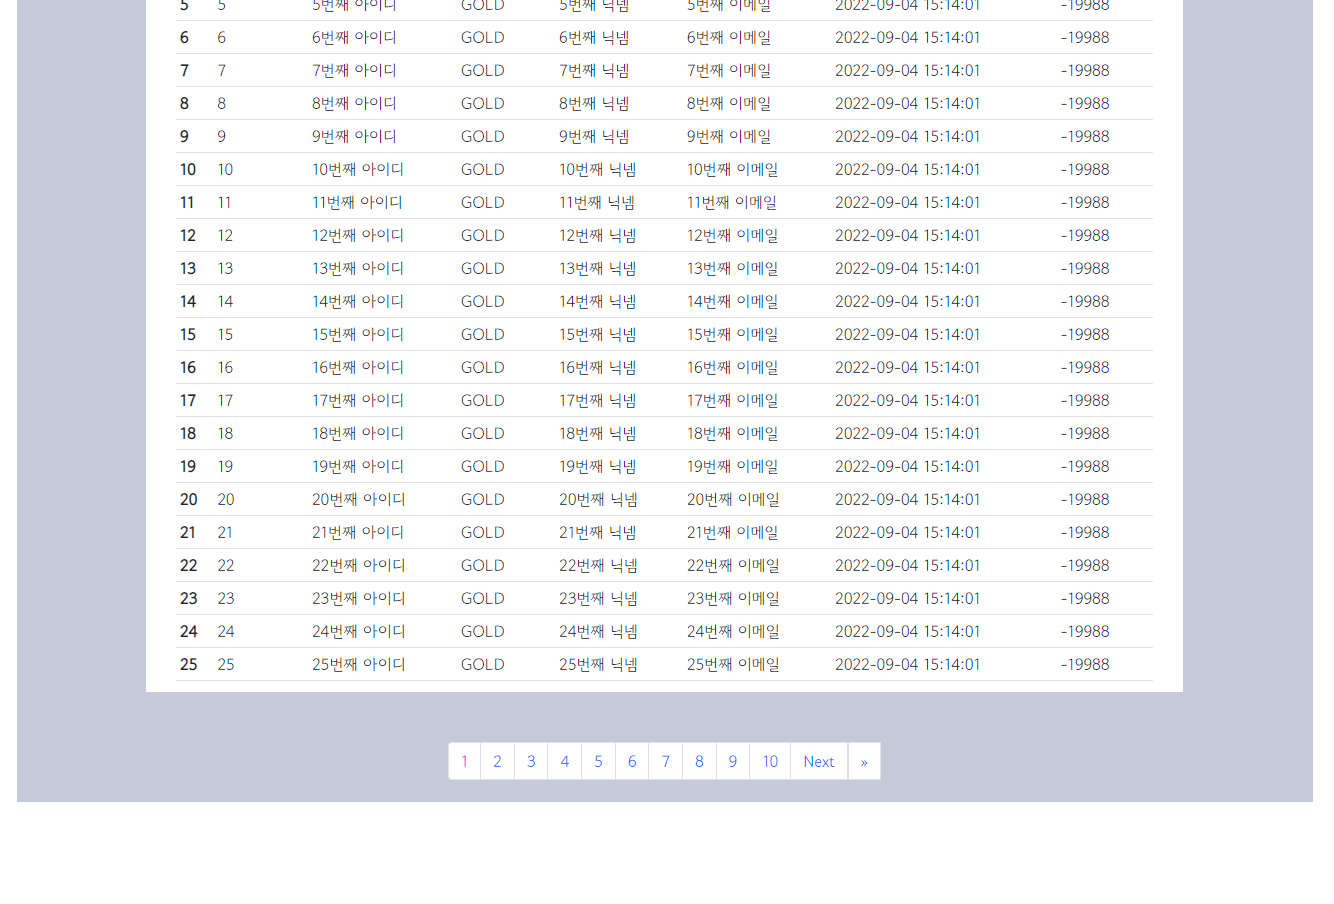 5 5 5번째 아이디 GOLD 5번째 닉넴 5번째 이메일 2022-09-04 15:14:01 -19988
6 6 6번째 아이디 GOLD 6번째 닉넴 6번째 이메일 2022-09-04 15:14:01 -19988
7 7 7번째 아이디 GOLD 7번째 닉넴 7번째 이메일 2022-09-04 15:14:01 -19988
8 8 8번째 아이디 GOLD 8번째 닉넴 8번째 이메일 2022-09-04 15:14:01 -19988
9 9 9번째 아이디 GOLD 9번째 닉넴 9번째 이메일 2022-09-04 15:14:01 -19988
10 10 10번째 아이디 GOLD 10번째 닉넴 10번째 이메일 2022-09-04 15:14:01 -19988
11 11 11번째 아이디 GOLD 11번째 닉넴 11번째 이메일 2022-09-04 15:14:01 -19988
12 12 12번째 아이디 GOLD 12번째 닉넴 12번째 이메일 2022-09-04 15:14:01 -19988
13 13 13번째 아이디 GOLD 13번째 닉넴 13번째 이메일 2022-09-04 15:14:01 -19988
14 14 14번째 아이디 GOLD 14번째 닉넴 14번째 이메일 2022-09-04 15:14:01 -19988
15 15 15번째 아이디 GOLD 15번째 닉넴 15번째 이메일 2022-09-04 15:14:01 -19988
16 16 16번째 아이디 GOLD 16번째 닉넴 16번째 이메일 2022-09-04 15:14:01 -19988
17 17 17번째 아이디 GOLD 17번째 닉넴 17번째 이메일 2022-09-04 15:14:01 -19988
18 18 18번째 아이디 GOLD 18번째 닉넴 18번째 이메일 2022-09-04 15:14:01 -19988
19 19 19번째 아이디 GOLD 19번째 닉넴 19번째 이메일 2022-09-04 15:14:01 -19988
20 20 20번째 아이디 GOLD 20번째 닉넴 20번째 이메일 2022-09-04 15:14:01 -19988
21 21 21번째 아이디 GOLD 21번째 닉넴 21번째 이메일 2022-09-04 15:14:01 -19988
22 22 22번째 아이디 GOLD 22번째 닉넴 22번째 이메일 2022-09-04 15:14:01 -19988
23 23 23번째 아이디 GOLD 23번째 닉넴 23번째 이메일 2022-09-04 15:14:01 -19988
24 24 24번째 아이디 GOLD 24번째 닉넴 24번째 이메일 2022-09-04 15:14:01 -19988
25 25 25번째 아이디 GOLD 25번째 닉넴 25번째 이메일 2022-09-04 15:14:01 -19988
1 2 3 4 5 6 7 8 9 10 Next »